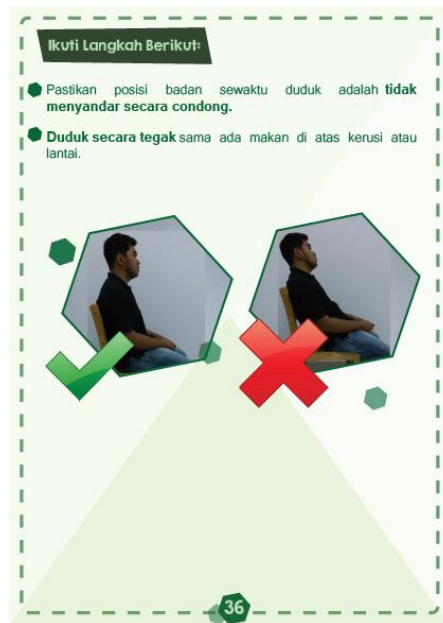 Ikuti Langkah Berikut:
Pastikan posisi badan sewaktu duduk adalah tidak
menyandar secara condong.
Duduk secara tegak sama ada makan di atas kerusi atau
lantai.
36